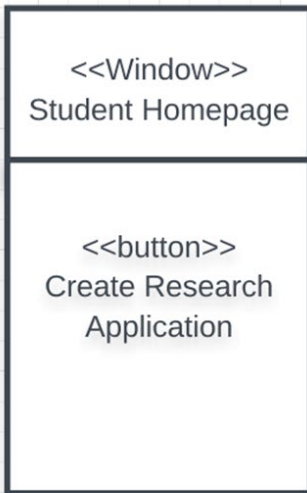 <<Window>>
Student Homepage
<<button>>
Create Research
Application